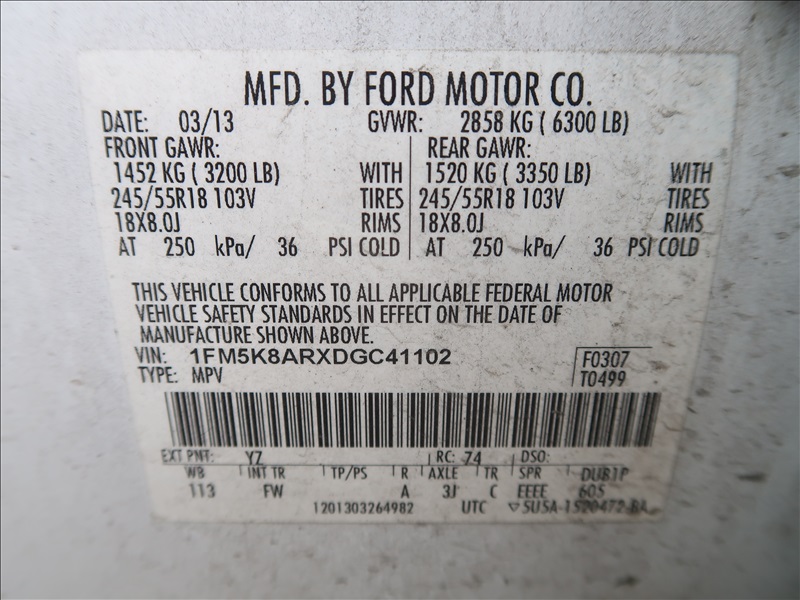 MFD. BY FORD MOTOR CO.
DATE: 03/13 GVWR: 2858 KG ( 6300 LB)
FRONT GAWR: REAR GAWR:
1452 KG ( 3200 LB) WITH 1520 KG ( 3350 LB) WITH
245/55R18 103V TIRES 245/55R18 103V TIRES
18X8.0J RIMS 18X8.0J RIMS
AT 250 kPa/ 36 PSI COLD AT 250 kPa/ 36 PSI COLD
THIS VEHICLE CONFORMS TO ALL APPLICABLE FEDERAL MOTOR
VEHICLE SAFETY STANDARDS IN EFFECT ON THE DATE OF
MANUFACTURE SHOWN ABOVE.
VIN: 1FM5K8ARXDGC41102 F0307
TYPE: MPV T0499
EXT PNT: YZ RC: 74 DSO:
WB INT TR TP/PS R AXLE TR SPR DUB1P
113 FW A 3J C EEEE 605
1201303264982 UTC ▽5U5A-1520472-BA